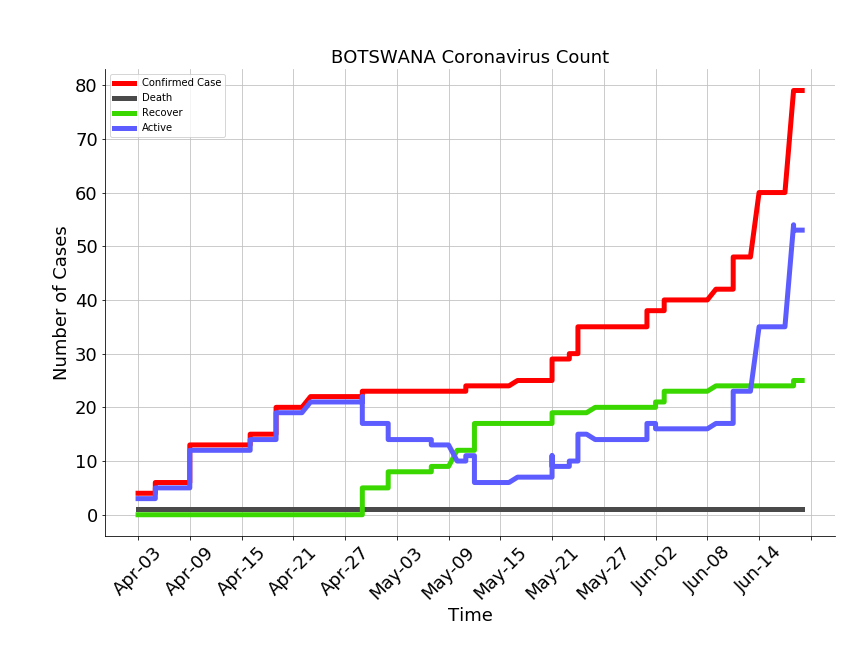 BOTSWANA Coronavirus Count
Confirmed Case
Death
Recover
Active
80
70
60
50
40
30
20
10
0
Number of Cases
Apr-03
Apr-09
Apr-15
Apr-21
Apr-27
May-03
May-09
May-15
May-21
May-27
Jun-02
Jun-08
Jun-14
Time